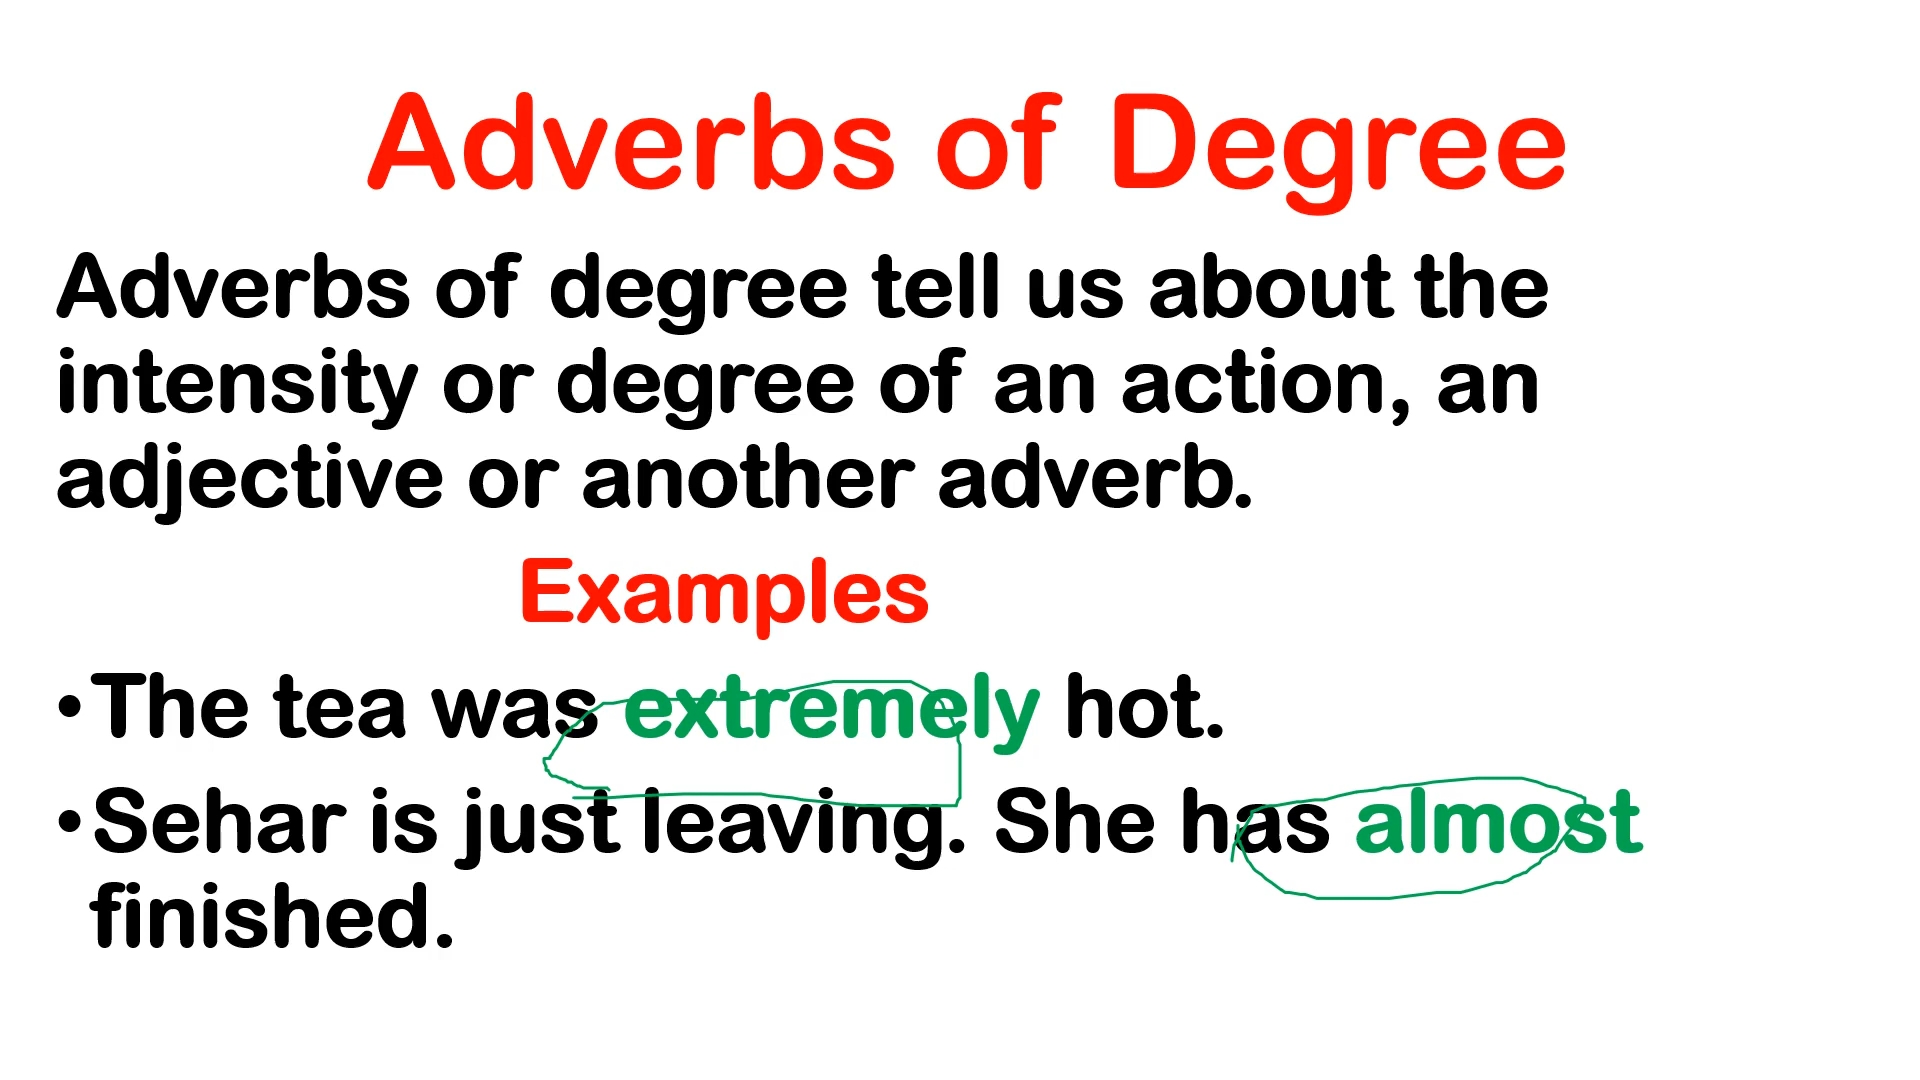 Adverbs of Degree
Adverbs of degree tell us about the
intensity or degree of an action, an
adjective or another adverb.
Examples
•The tea was extremely hot.
•Sehar is just leaving. She has almost
finished.